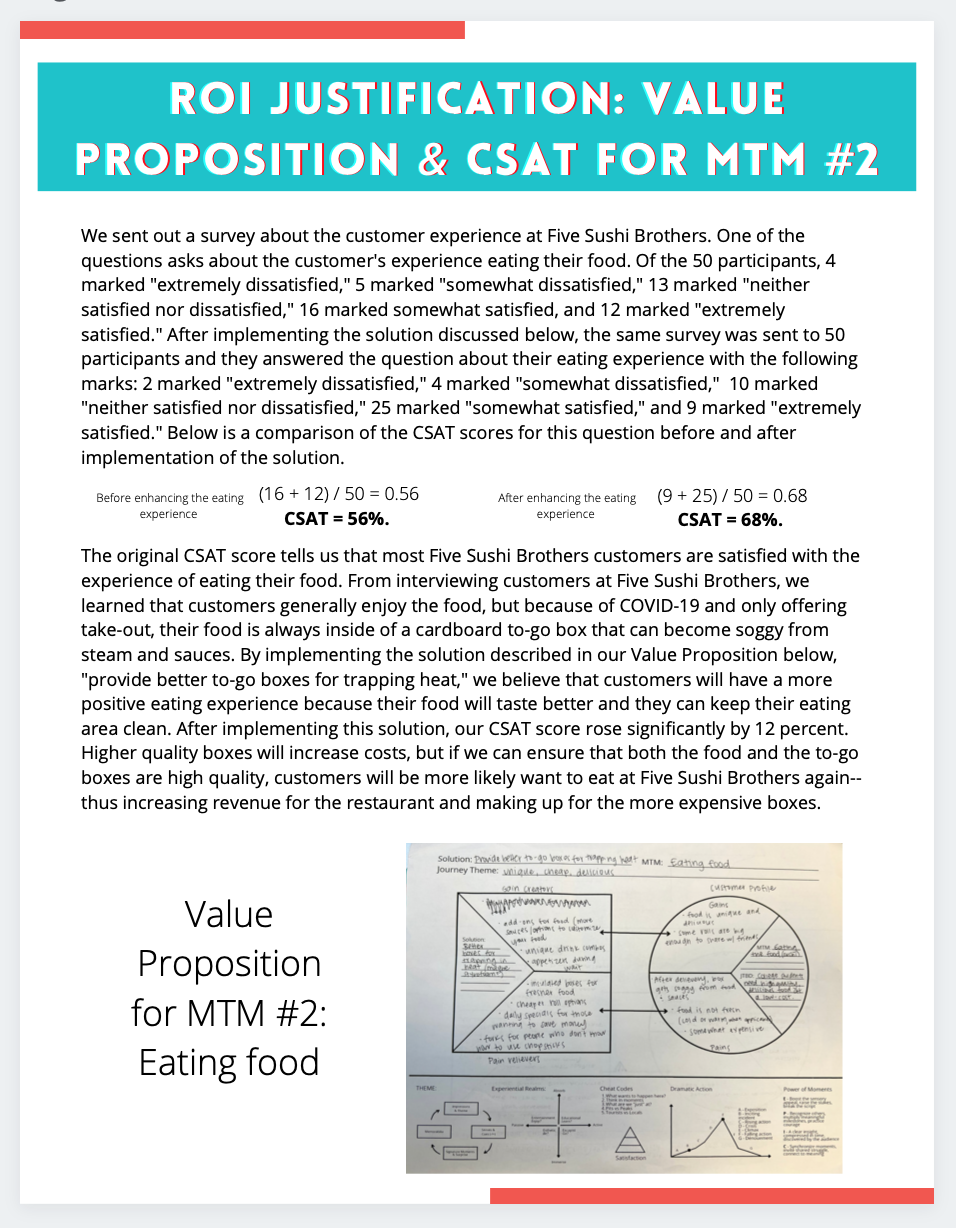 ROI JUSTIFICATION: VALUE
PROPOSITION & CSAT FOR MTM #2
We sent out a survey about the customer experience at Five Sushi Brothers. One of the
questions asks about the customer's experience eating their food. Of the 50 participants, 4
marked "extremely dissatisfied," 5 marked "somewhat dissatisfied," 13 marked "neither
satisfied nor dissatisfied," 16 marked somewhat satisfied, and 12 marked "extremely
satisfied." After implementing the solution discussed below, the same survey was sent to 50
participants and they answered the question about their eating experience with the following
marks: 2 marked "extremely dissatisfied," 4 marked "somewhat dissatisfied,"  10 marked
"neither satisfied nor dissatisfied," 25 marked "somewhat satisfied," and 9 marked "extremely
satisfied." Below is a comparison of the CSAT scores for this question before and after
implementation of the solution.
Before enhancing the eating
experience
(16 + 12) / 50 = 0.56
CSAT = 56%.
After enhancing the eating
experience
(9 + 25) / 50 = 0.68
CSAT = 68%.
The original CSAT score tells us that most Five Sushi Brothers customers are satisfied with the
experience of eating their food. From interviewing customers at Five Sushi Brothers, we
learned that customers generally enjoy the food, but because of COVID-19 and only offering
take-out, their food is always inside of a cardboard to-go box that can become soggy from
steam and sauces. By implementing the solution described in our Value Proposition below,
"provide better to-go boxes for trapping heat," we believe that customers will have a more
positive eating experience because their food will taste better and they can keep their eating
area clean. After implementing this solution, our CSAT score rose significantly by 12 percent.
Higher quality boxes will increase costs, but if we can ensure that both the food and the to-go
boxes are high quality, customers will be more likely want to eat at Five Sushi Brothers again--
thus increasing revenue for the restaurant and making up for the more expensive boxes.
Value
Proposition
for MTM #2:
Eating food
Solution: Provide better to-go boxes for trapping heat MTM: Eating food
Journey Theme: unique, cheap, delicious
Gain Creators
· add-ons for food (more
sauces/options to customize
your food
· unique drink combos
· appetizer during
wait
Solution:
Better
boxes for
trapping in
heat
· insulated boxes for
fresher food
· cheaper roll options
· daily specials for those
wanning to save money
· forks for people who don't know
how to use chopsticks
Pain relievers
Customer Profile
Gains
· food is unique and
delicious
· some rolls are big
enough to share w/ friends
MTM: Eating
After delivering, box
gets soggy from food
+ sauces
· food is not fresh
· somewhat expensive
Pains
THEME:
Experiential Realms
Cheat Codes
Dramatic Action
Power of Moments
Satisfaction